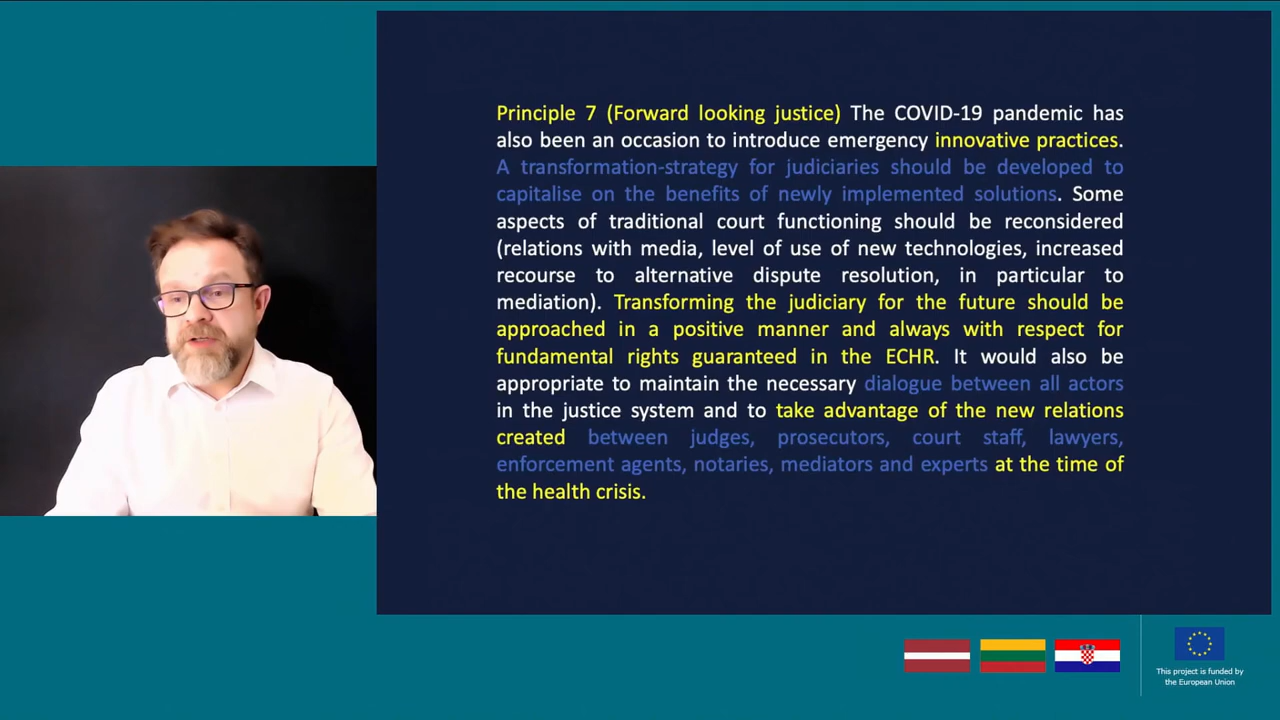 Principle 7 (Forward looking justice) The COVID-19 pandemic has
also been an occasion to introduce emergency innovative practices.
A transformation-strategy for judiciaries should be developed to
capitalise on the benefits of newly implemented solutions. Some
aspects of traditional court functioning should be reconsidered
(relations with media, level of use of new technologies, increased
recourse to alternative dispute resolution, in particular to
mediation). Transforming the judiciary for the future should be
approached in a positive manner and always with respect for
fundamental rights guaranteed in the ECHR. It would also be
appropriate to maintain the necessary dialogue between all actors
in the justice system and to take advantage of the new relations
created between judges, prosecutors, court staff, lawyers,
enforcement agents, notaries, mediators and experts at the time of
the health crisis.
This project is funded by
the European Union